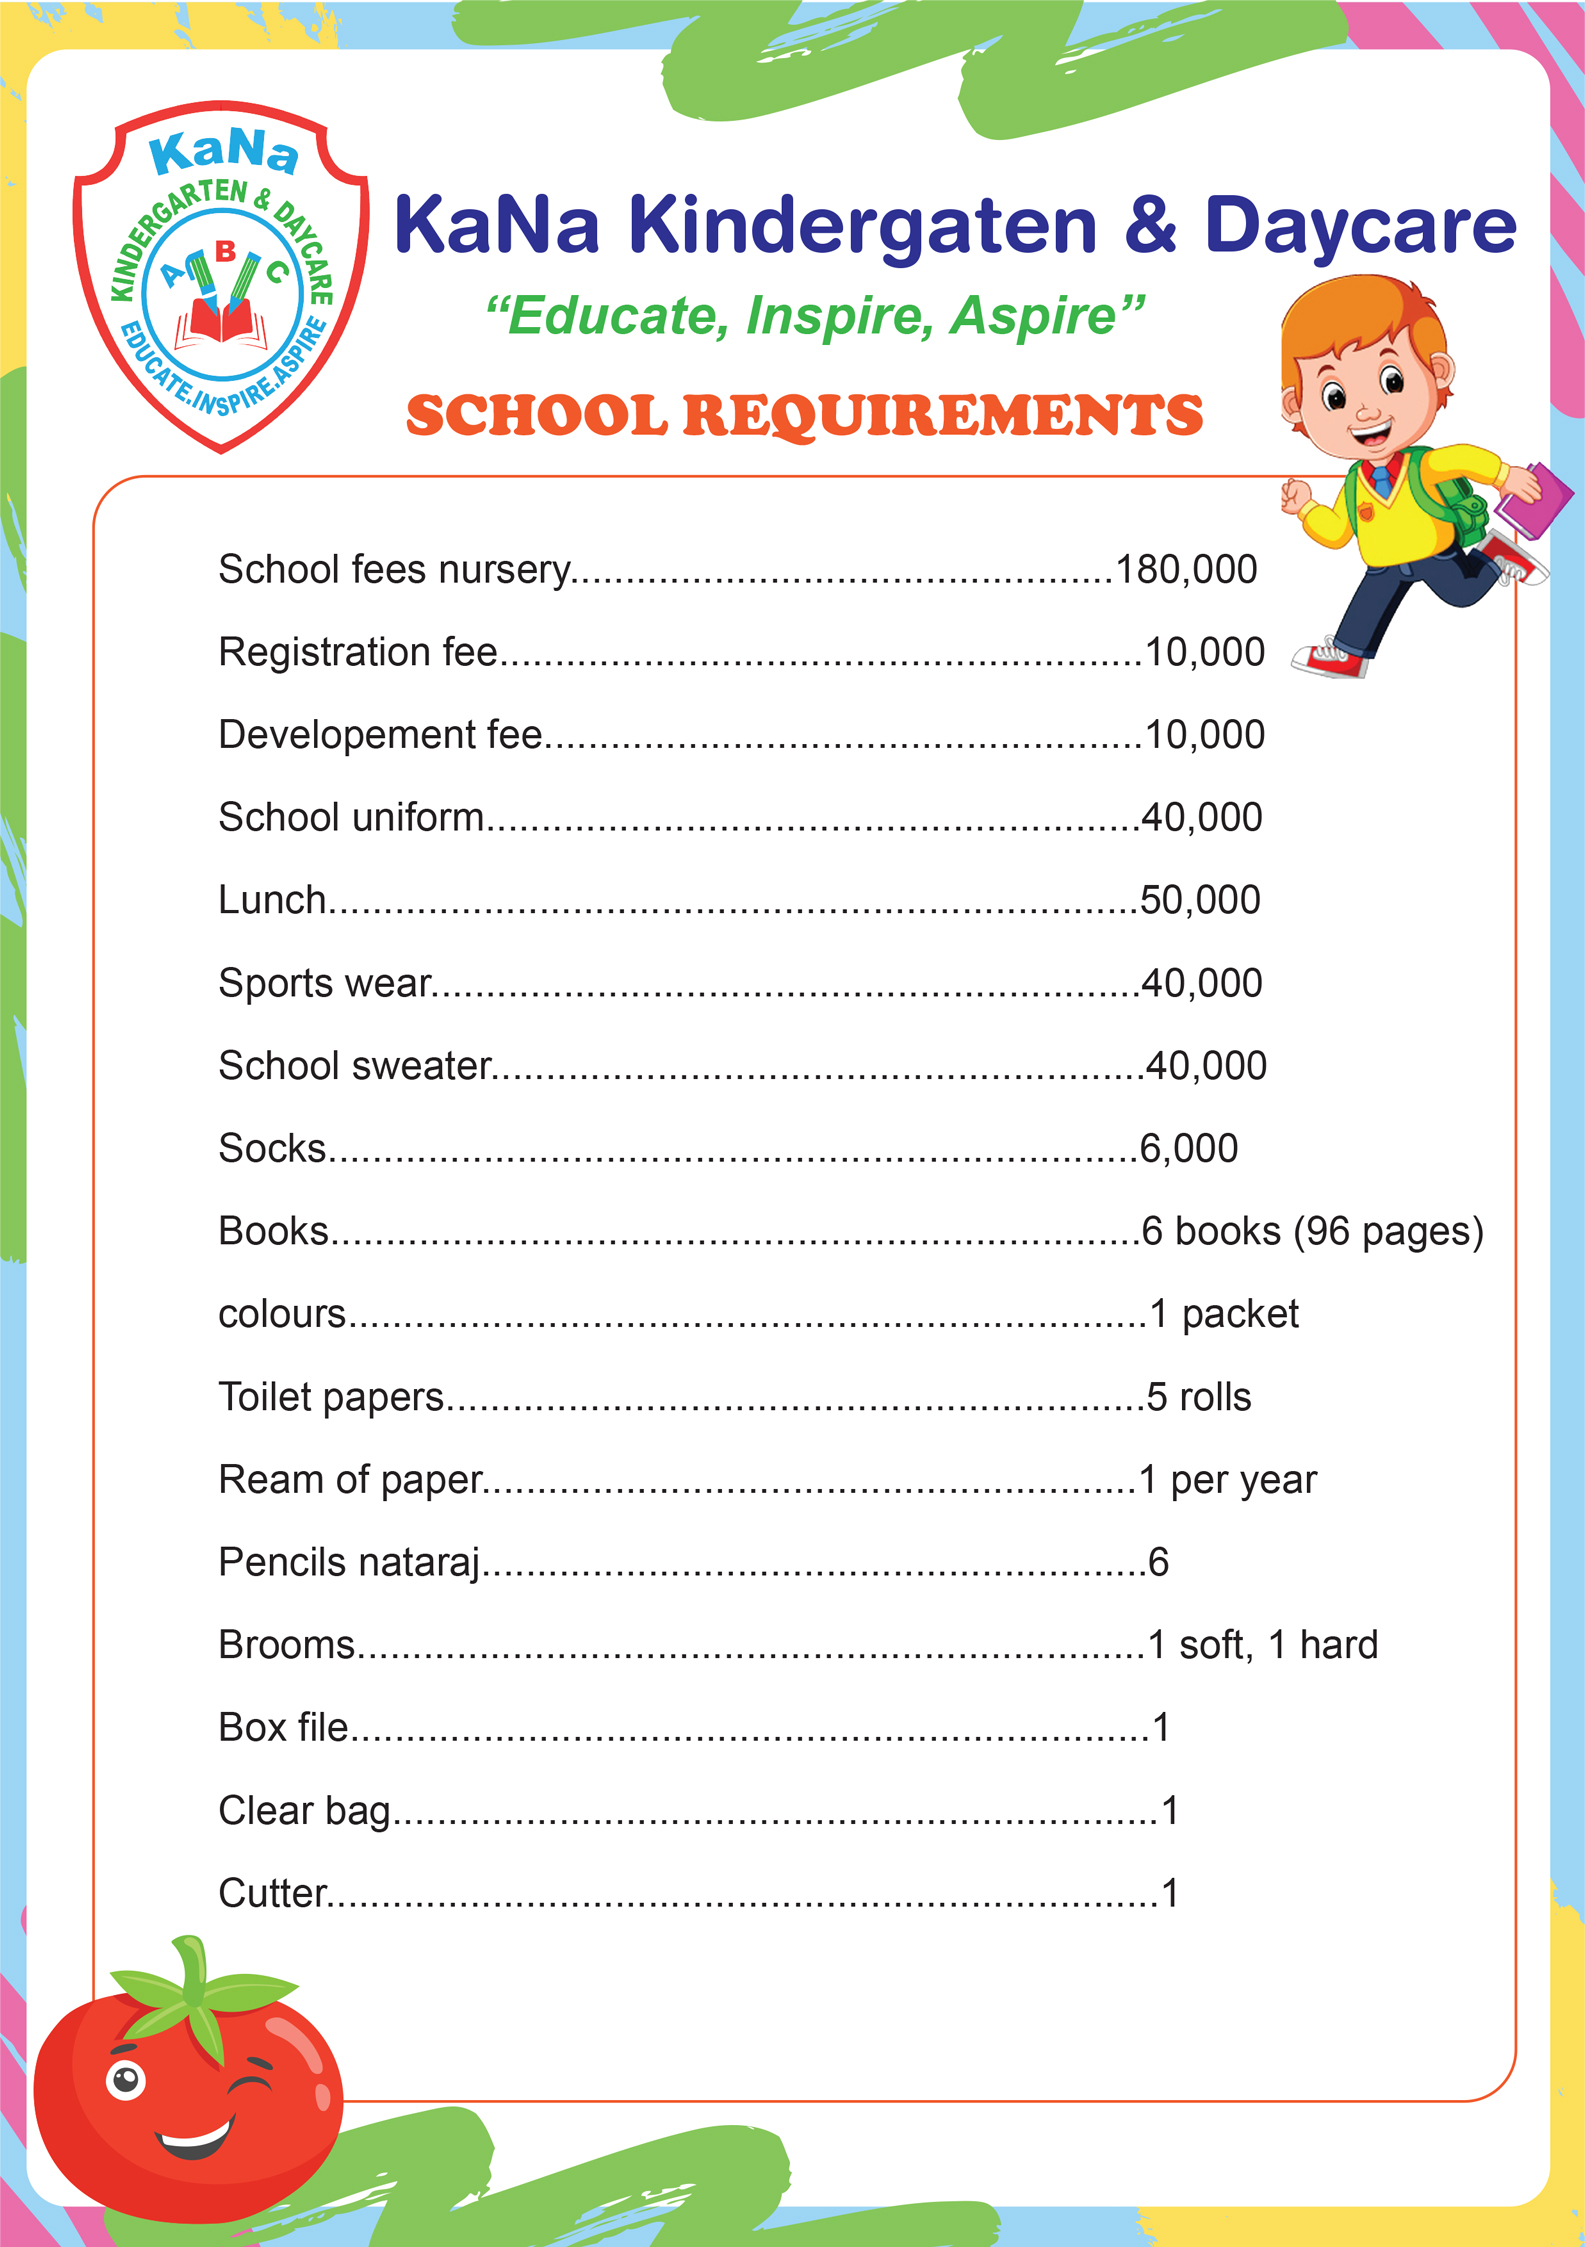 KaNa
KINDERGARTEN & DAYCARE
A B C
EDUCATE.INSPIRE.ASPIRE
KaNa Kindergaten & Daycare
“Educate, Inspire, Aspire”
SCHOOL REQUIREMENTS
School fees nursery.................................................180,000
Registration fee..........................................................10,000
Developement fee......................................................10,000
School uniform...........................................................40,000
Lunch.........................................................................50,000
Sports wear................................................................40,000
School sweater...........................................................40,000
Socks.........................................................................6,000
Books.........................................................................6 books (96 pages)
colours........................................................................1 packet
Toilet papers...............................................................5 rolls
Ream of paper...........................................................1 per year
Pencils nataraj............................................................6
Brooms.......................................................................1 soft, 1 hard
Box file........................................................................1
Clear bag.....................................................................1
Cutter...........................................................................1